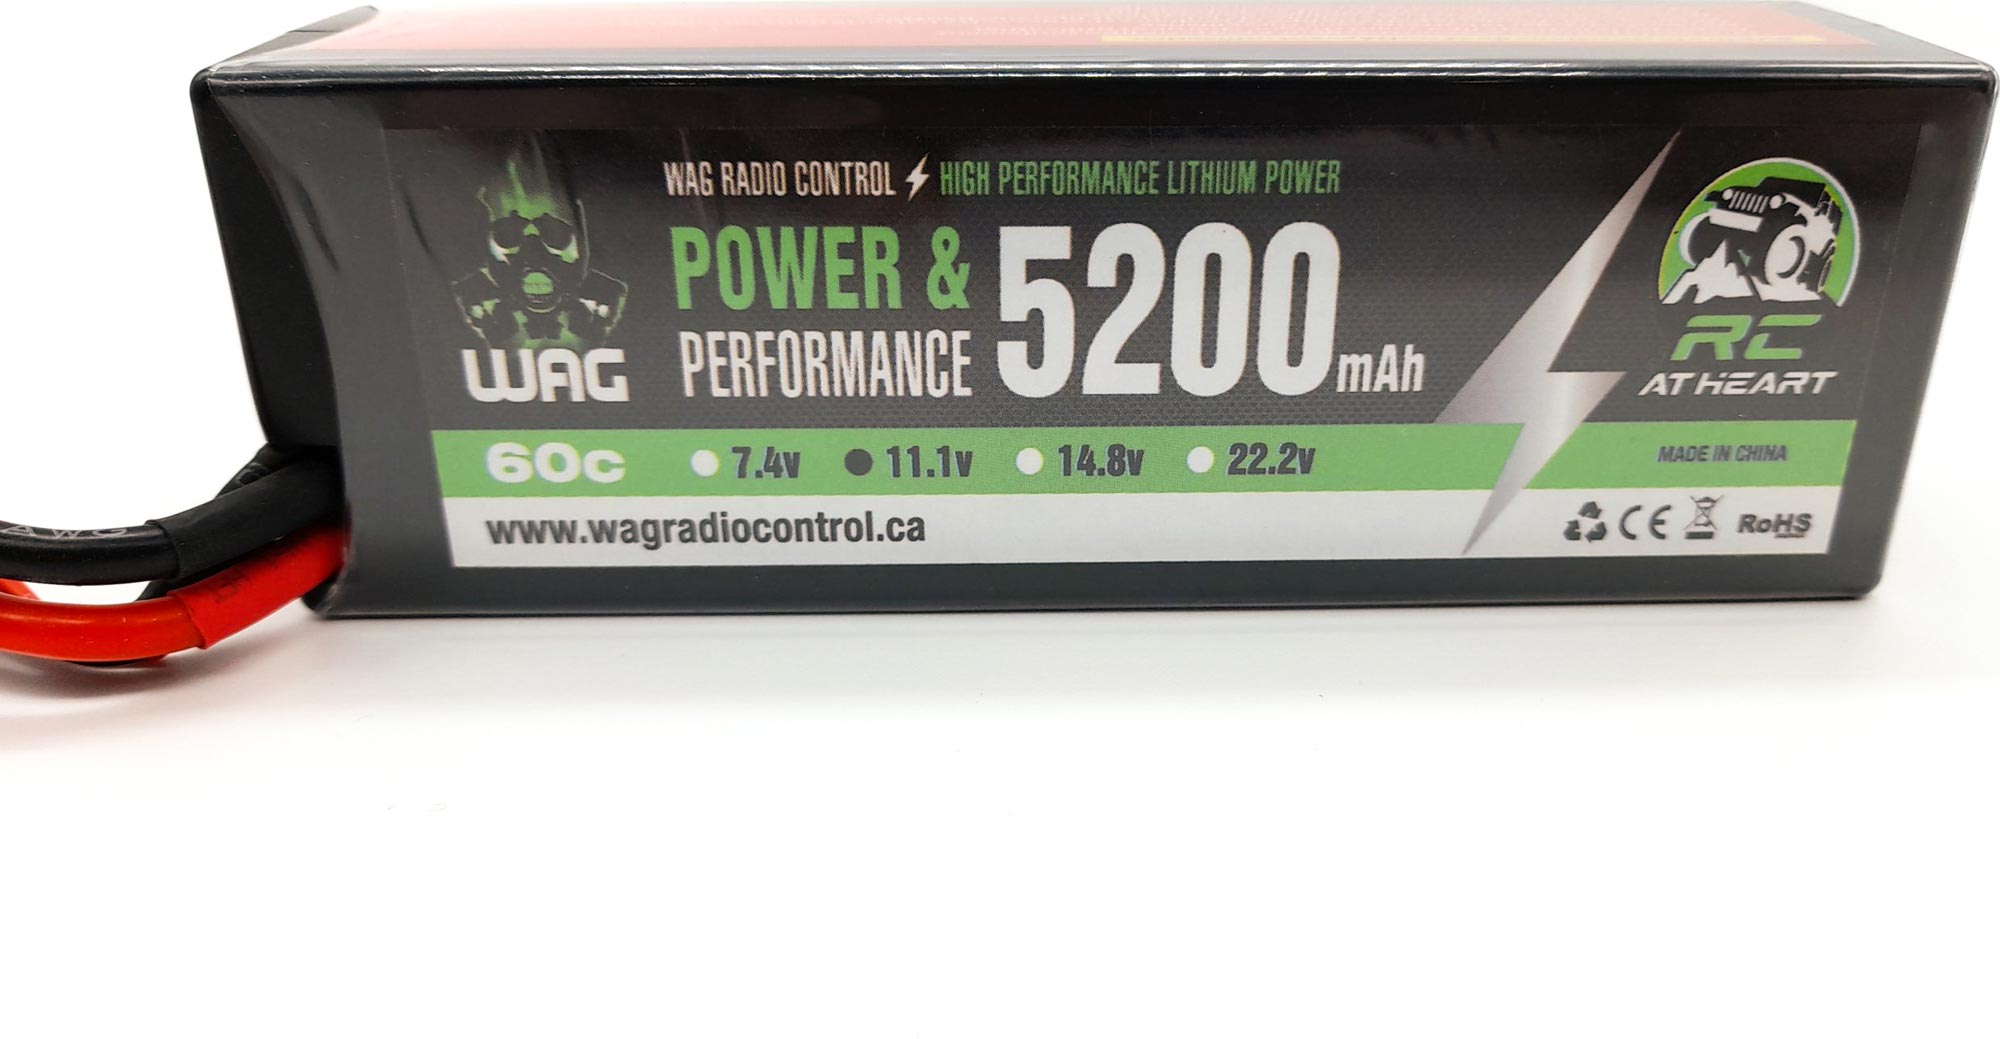 WAG RADIO CONTROL HIGH PERFORMANCE LITHIUM POWER
POWER &
PERFORMANCE
5200mAh
WAG
RC
AT HEART
60c 7.4v 11.1v 14.8v 22.2v
MADE IN CHINA
www.wagradiocontrol.ca
CE RoHS
AWG